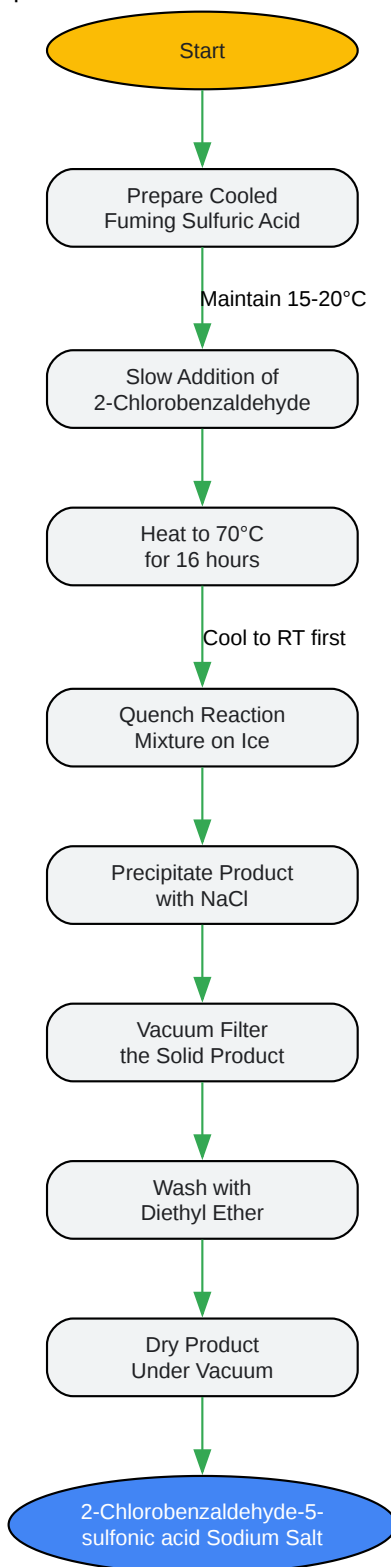 Start
Prepare Cooled
Fuming Sulfuric Acid
Maintain 15-20°C
Slow Addition of
2-Chlorobenzaldehyde
Heat to 70°C
for 16 hours
Cool to RT first
Quench Reaction
Mixture on Ice
Precipitate Product
with NaCl
Vacuum Filter
the Solid Product
Wash with
Diethyl Ether
Dry Product
Under Vacuum
2-Chlorobenzaldehyde-5-
sulfonic acid Sodium Salt